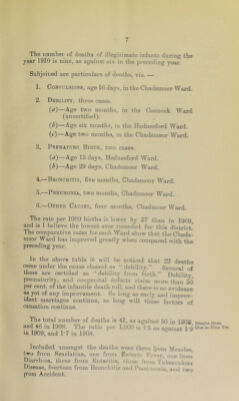 7
The number of deaths of illegitimate infants during the
year 1910 is nine, as against six in the preceding year.
Subjoined are particulars of deaths, viz. —
1. CONVULSIONS, age 16 days, in the Chadsmoor Ward.
2. DEBILITY, three cases.
(a)—Age two months, in the Cannock Ward
(uncertified).
(b)—Age six months, in the Hednesford Ward.
(c)—Age two months, in the Chadsmoor Ward.
3. PREMATURE BIRTH, two cases.
(a)—Age 15 days, Hednesford Ward.
(b)—Age 29 days, Chadsmoor Ward.
4.—BRONCHITIS, five months, Chadsmoor Ward.
5.—PNEUMONIA, two months, Chadsmoor Ward.
6.—OTHER CAUSES, four months, Chadsmoor Ward.
The rate per 1000 births is lower by 27 than in 1909,
and is I believe the lowest ever recorded for this district.
The comparative rates for each Ward show that the Chads-
moor Ward has improved greatly when compared with the
preceding year.
In the above table it will be noticed that 22 deaths
came under the cause classed as "debility." Several of
these are certified as "debility from birth." Debility,
prematurity, and congenital defects claim more than 50
per cent. of the infantile death roll, and there is no evidence
as yet of any improvement. So long as early and improv-
ident marriages continue, so long will these factors of
causation continue.
The total number of deaths is 42, as against 50 in 1909,
and 46 in 1908. The ratio per 1,000 is 1·5 as against 1·9
in 1909, and 1·7 in 1908.
Deaths from
Included amongst the deaths were three from Measles,
two from Scarlatina, one from Enteric Fever, one from
Diarrhœa, three from Enteritis, three from Tuberculous
Disease, fourteen from Bronchitis and Pneumonia, and two
from Accident.